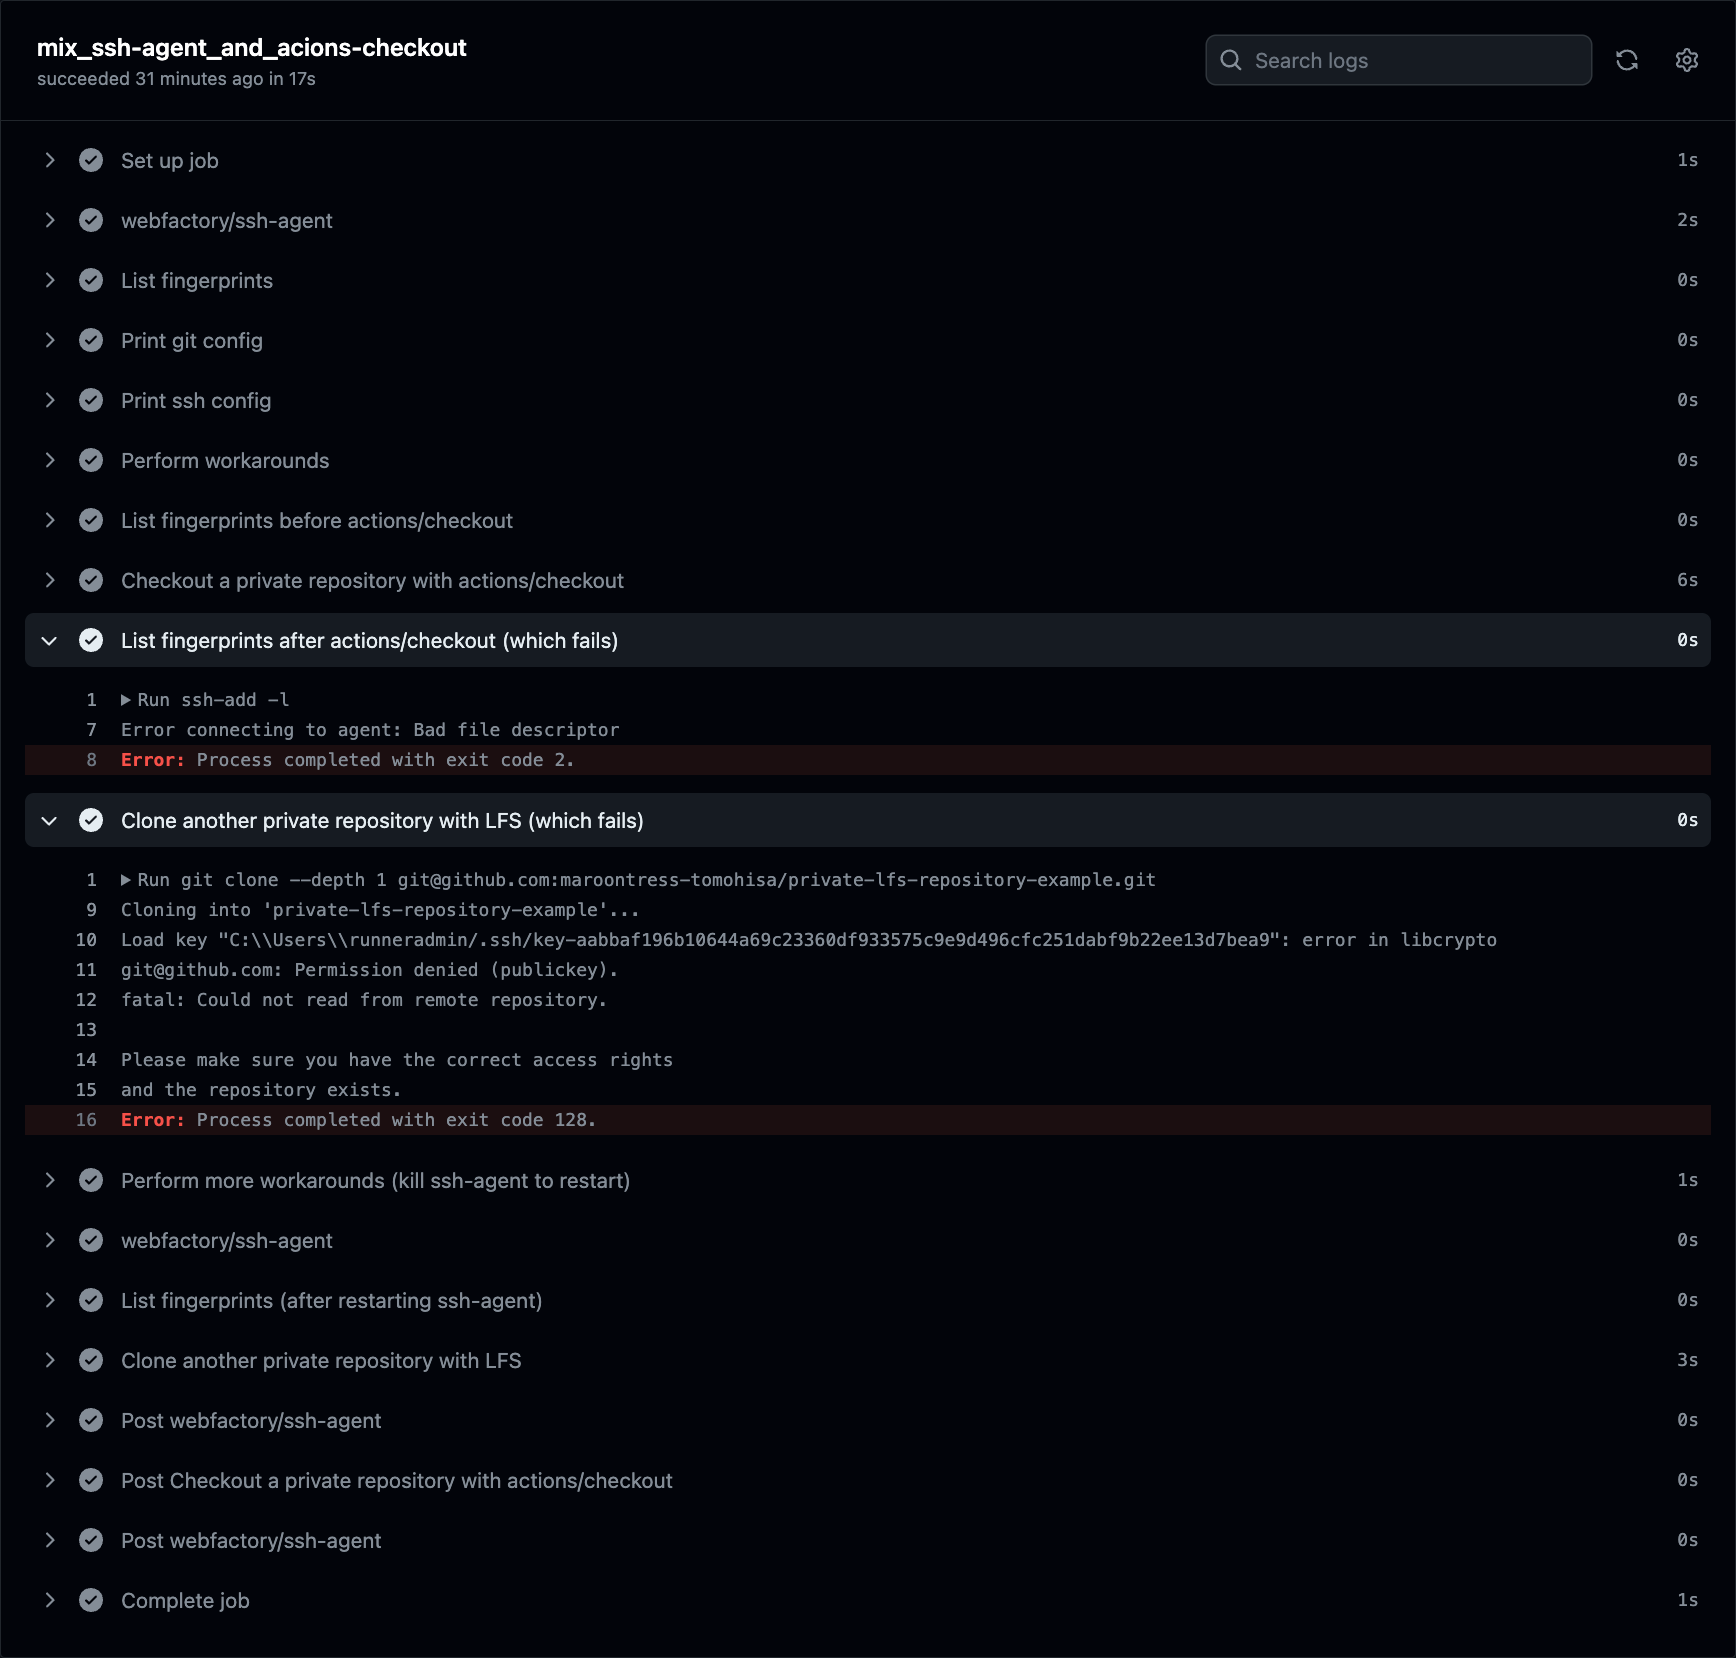 mix_ssh-agent_and_acions-checkout
succeeded 31 minutes ago in 17s
Search logs
Set up job 1s
webfactory/ssh-agent 2s
List fingerprints 0s
Print git config 0s
Print ssh config 0s
Perform workarounds 0s
List fingerprints before actions/checkout 0s
Checkout a private repository with actions/checkout 6s
List fingerprints after actions/checkout (which fails) 0s
1 Run ssh-add -l
7 Error connecting to agent: Bad file descriptor
8 Error: Process completed with exit code 2.
Clone another private repository with LFS (which fails) 0s
1 Run git clone --depth 1 git@github.com:maroontress-tomohisa/private-lfs-repository-example.git
9 Cloning into 'private-lfs-repository-example'...
10 Load key "C:\\Users\\runneradmin/.ssh/key-aabbaf196b10644a69c23360df933575c9e9d496cfc251dabf9b22ee13d7bea9": error in libcrypto
11 git@github.com: Permission denied (publickey).
12 fatal: Could not read from remote repository.
13
14 Please make sure you have the correct access rights
15 and the repository exists.
16 Error: Process completed with exit code 128.
Perform more workarounds (kill ssh-agent to restart) 1s
webfactory/ssh-agent 0s
List fingerprints (after restarting ssh-agent) 0s
Clone another private repository with LFS 3s
Post webfactory/ssh-agent 0s
Post Checkout a private repository with actions/checkout 0s
Post webfactory/ssh-agent 0s
Complete job 1s